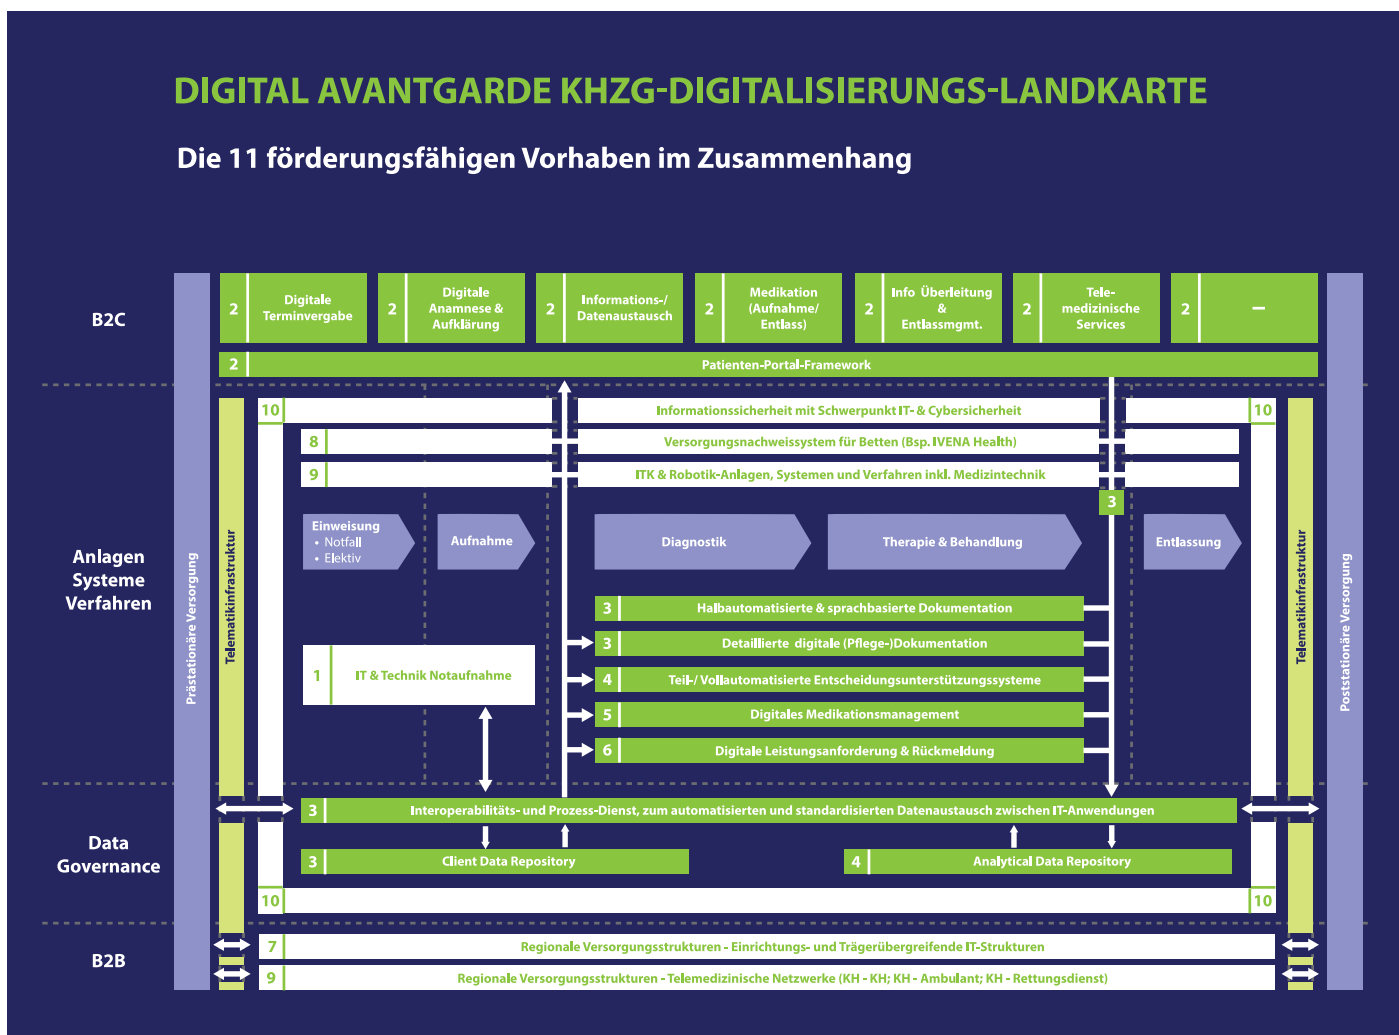 DIGITAL AVANTGARDE KHZG-DIGITALISIERUNGS-LANDKARTE
Die 11 förderungsfähigen Vorhaben im Zusammenhang
B2C
2
Digitale
Terminvergabe
2
Digitale
Anamnese &
Aufklärung
2
Informations-/
Datenaustausch
2
Medikation
(Aufnahme/
Entlass)
2
Info Überleitung
&
Entlassmgmt.
2
Tele-
medizinische
Services
2
–
2
Patienten-Portal-Framework
Prästationäre Versorgung
Telematikinfrastruktur
Anlagen
Systeme
Verfahren
10
Informationssicherheit mit Schwerpunkt IT- & Cybersicherheit
10
8
Versorgungsnachweissystem für Betten (Bsp. IVENA Health)
9
ITK & Robotik-Anlagen, Systemen und Verfahren inkl. Medizintechnik
3
Einweisung
• Notfall
• Elektiv
Aufnahme
Diagnostik
Therapie & Behandlung
Entlassung
3
Halbautomatisierte & sprachbasierte Dokumentation
3
Detaillierte digitale (Pflege-)Dokumentation
1
IT & Technik Notaufnahme
4
Teil-/ Vollautomatisierte Entscheidungsunterstützungssysteme
5
Digitales Medikationsmanagement
6
Digitale Leistungsanforderung & Rückmeldung
Telematikinfrastruktur
Poststationäre Versorgung
Data
Governance
3
Interoperabilitäts- und Prozess-Dienst, zum automatisierten und standardisierten Datenaustausch zwischen IT-Anwendungen
3
Client Data Repository
4
Analytical Data Repository
10
10
B2B
7
Regionale Versorgungsstrukturen - Einrichtungs- und Trägerübergreifende IT-Strukturen
9
Regionale Versorgungsstrukturen - Telemedizinische Netzwerke (KH - KH; KH - Ambulant; KH - Rettungsdienst)